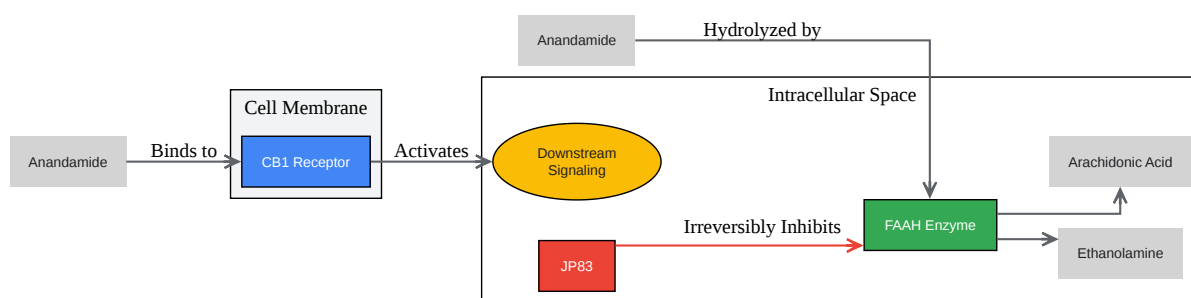 Anandamide
Hydrolyzed by
Intracellular Space
Cell Membrane
Anandamide
Binds to
CB1 Receptor
Activates
Downstream
Signaling
Arachidonic Acid
Irreversibly Inhibits
FAAH Enzyme
JP83
Ethanolamine